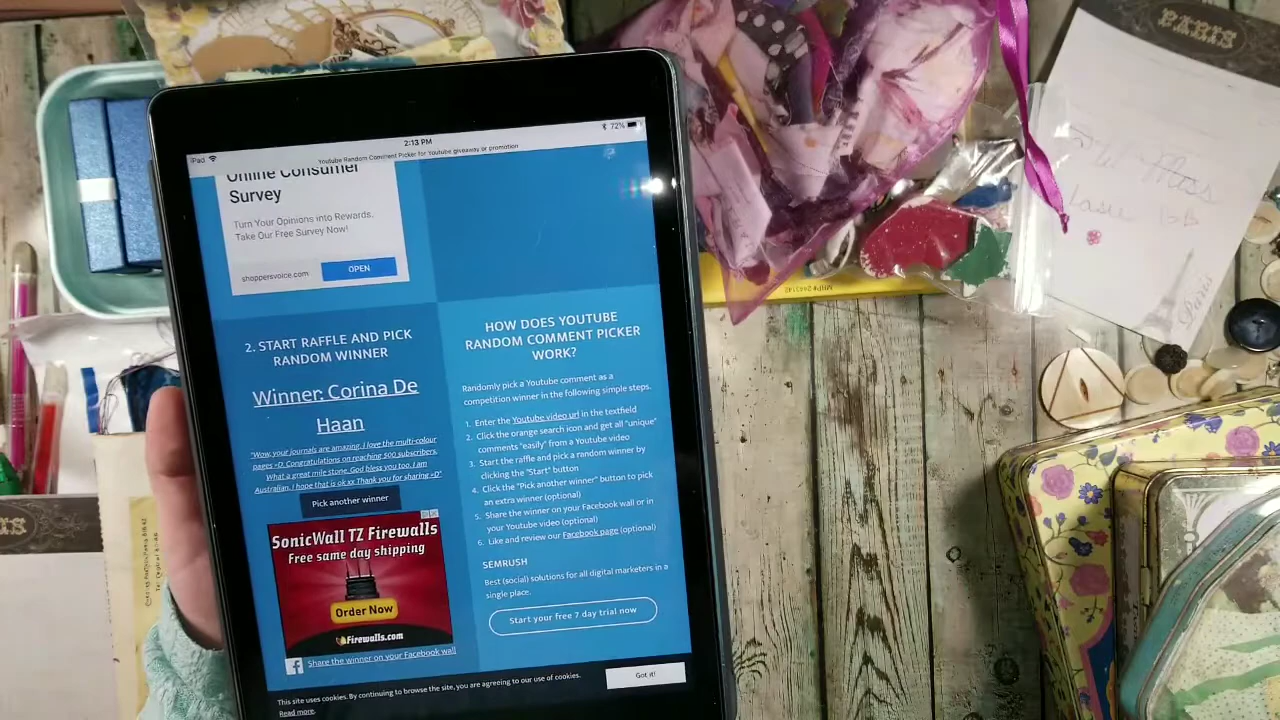 iPad
2:13 PM
72%
Youtube Random Comment Picker for Youtube giveaway or promotion
Online Consumer
Survey
Turn Your Opinions into Rewards.
Take Our Free Survey Now!
shoppersvoice.com
OPEN
2. START RAFFLE AND PICK
RANDOM WINNER
Winner: Corina De
Haan
"Wow, your journals are amazing, I love the multi-colour
pages =D. Congratulations on reaching 500 subscribers.
What a great mile stone. God bless you too. I am
Australian, I hope that is ok xx Thank you for sharing =D"
Pick another winner
SonicWall TZ Firewalls
Free same day shipping
Order Now
Firewalls.com
Share the winner on your Facebook wall
HOW DOES YOUTUBE
RANDOM COMMENT PICKER
WORK?
Randomly pick a Youtube comment as a
competition winner in the following simple steps.
1. Enter the Youtube video url in the textfield
2. Click the orange search icon and get all "unique"
comments "easily" from a Youtube video
3. Start the raffle and pick a random winner by
clicking the "Start" button
4. Click the "Pick another winner" button to pick
an extra winner (optional)
5. Share the winner on your Facebook wall or in
your Youtube video (optional)
6. Like and review our Facebook page (optional)
SEMRUSH
Best (social) solutions for all digital marketers in a
single place.
Start your free 7 day trial now
This site uses cookies. By continuing to browse the site, you are agreeing to our use of cookies.
Read more.
Got it!
PARIS
Paris